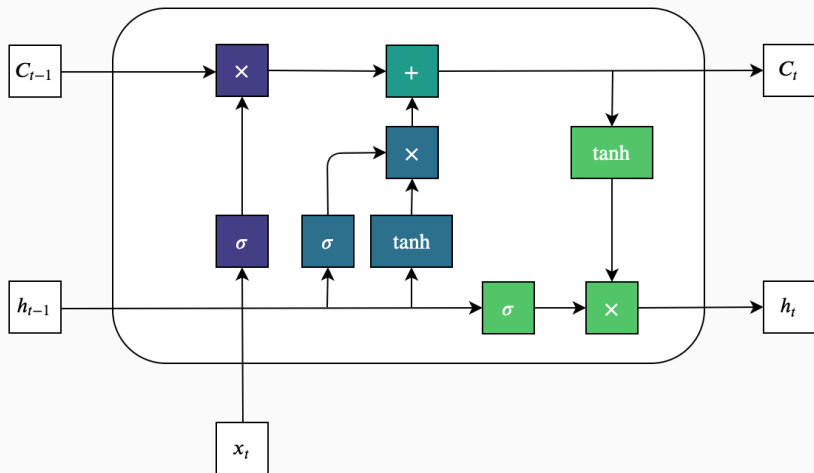 C_{t-1}
×
+
C_t
×
tanh
σ
σ
tanh
h_{t-1}
σ
×
h_t
x_t